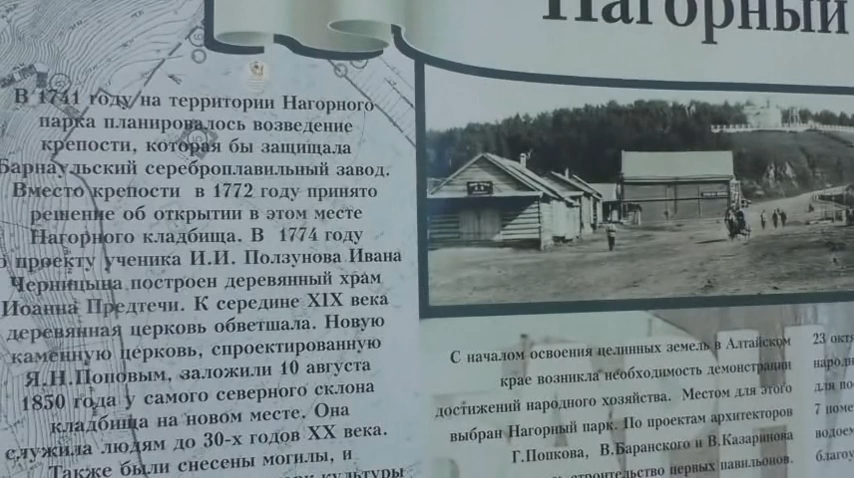 Нагорный
В 1741 году на территории Нагорного
парка планировалось возведение
крепости, которая бы защищала
Барнаульский сереброплавильный завод.
Вместо крепости в 1772 году принято
решение об открытии в этом месте
Нагорного кладбища. В 1774 году
проекту ученика И.И. Ползунова Ивана
Черницына построен деревянный храм
Иоанна Предтечи. К середине XIX века
деревянная церковь обветшала. Новую
каменную церковь, спроектированную
Я.Н.Поповым, заложили 10 августа
1850 года у самого северного склона
кладбища на новом месте. Она
служила людям до 30-х годов XX века.
Также были снесены могилы, и
культуры
С началом освоения целинных земель в Алтайском
крае возникла необходимость демонстрации
достижений народного хозяйства. Местом для этого
выбран Нагорный парк. По проектам архитекторов
Г.Попкова, В.Баранского и В.Казаринова
строительство первых павильонов.
23 окт
народн
для по
7 поме
водоем
благоу